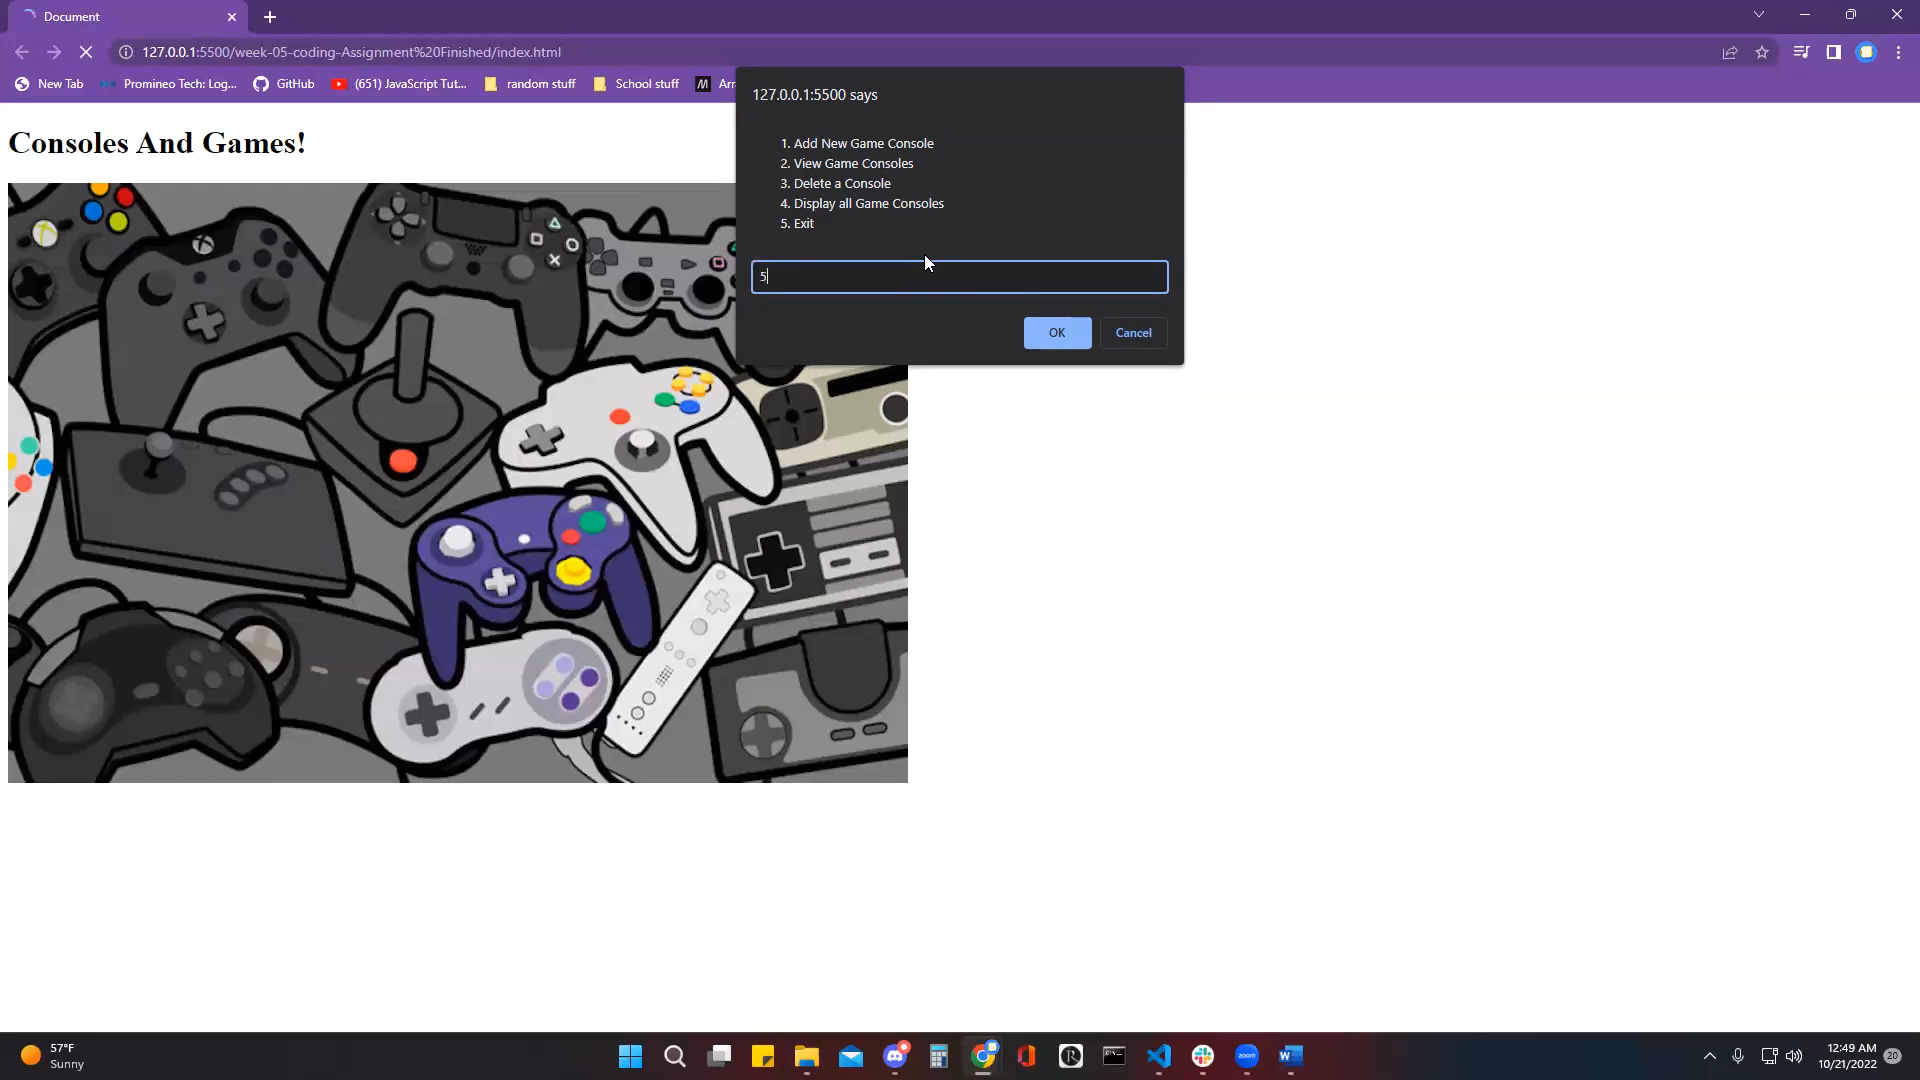 Document
127.0.0.1:5500/week-05-coding-Assignment%20Finished/index.html
New Tab
Promineo Tech: Log...
GitHub
(651) JavaScript Tut...
random stuff
School stuff
M
127.0.0.1:5500 says
1. Add New Game Console
2. View Game Consoles
3. Delete a Console
4. Display all Game Consoles
5. Exit
5
OK
Cancel
Consoles And Games!
57°F
Sunny
zoom
12:49 AM
10/21/2022
20